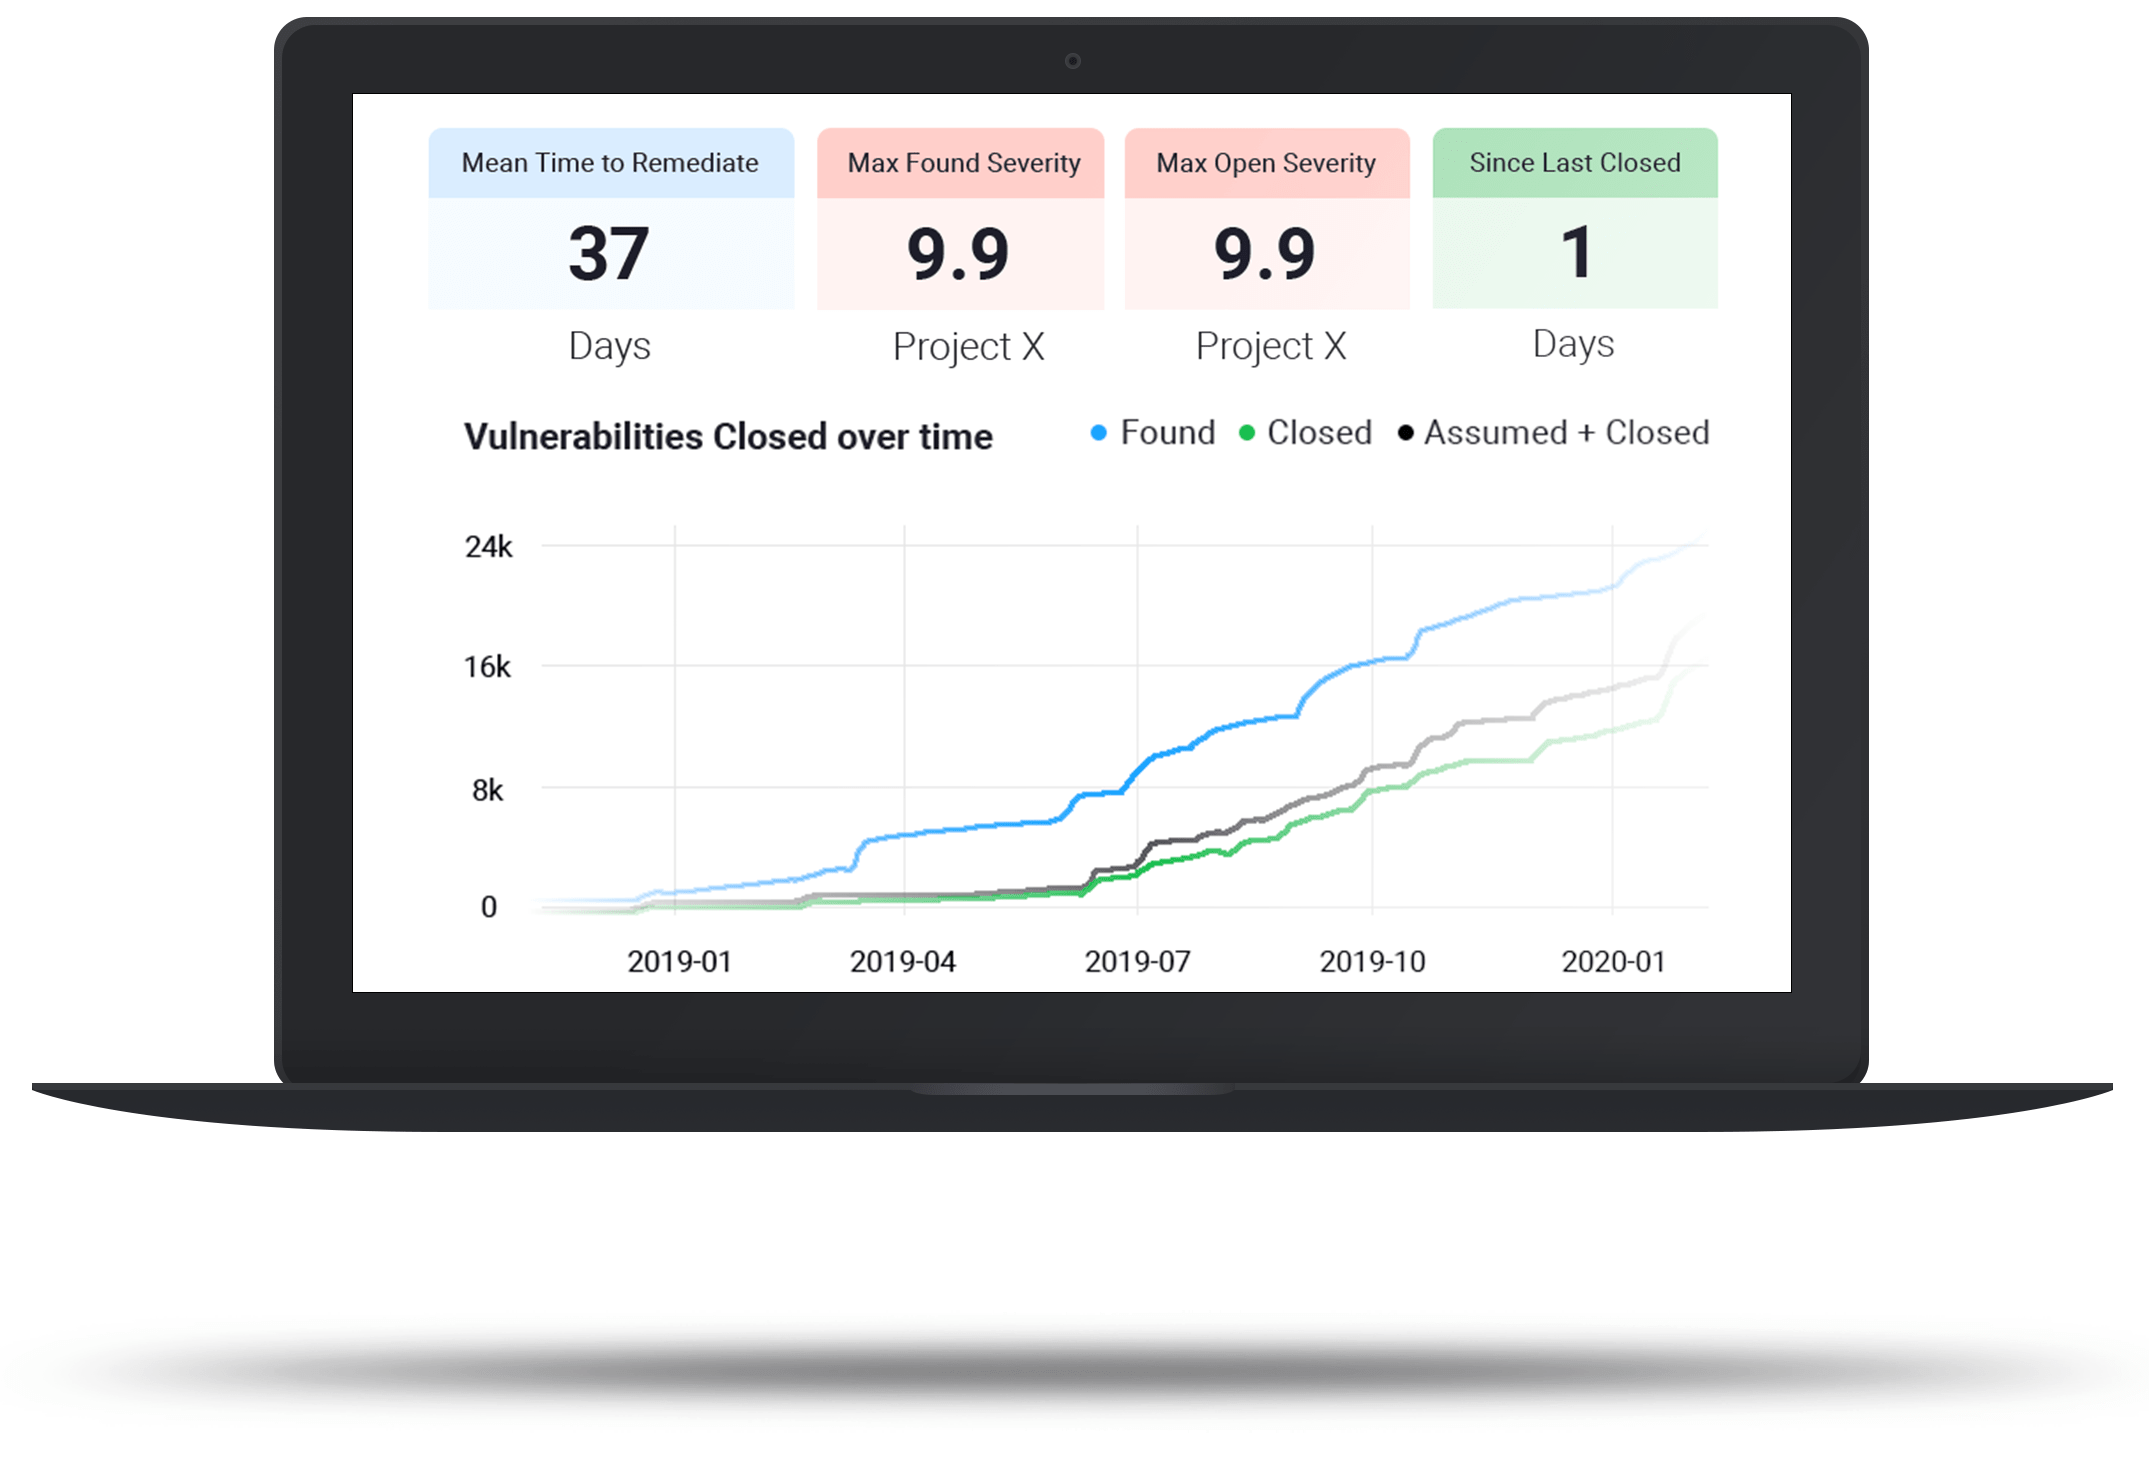 Mean Time to Remediate
37
Days
Max Found Severity
9.9
Project X
Max Open Severity
9.9
Project X
Since Last Closed
1
Days
Vulnerabilities Closed over time
Found
Closed
Assumed + Closed
24k
16k
8k
0
2019-01
2019-04
2019-07
2019-10
2020-01